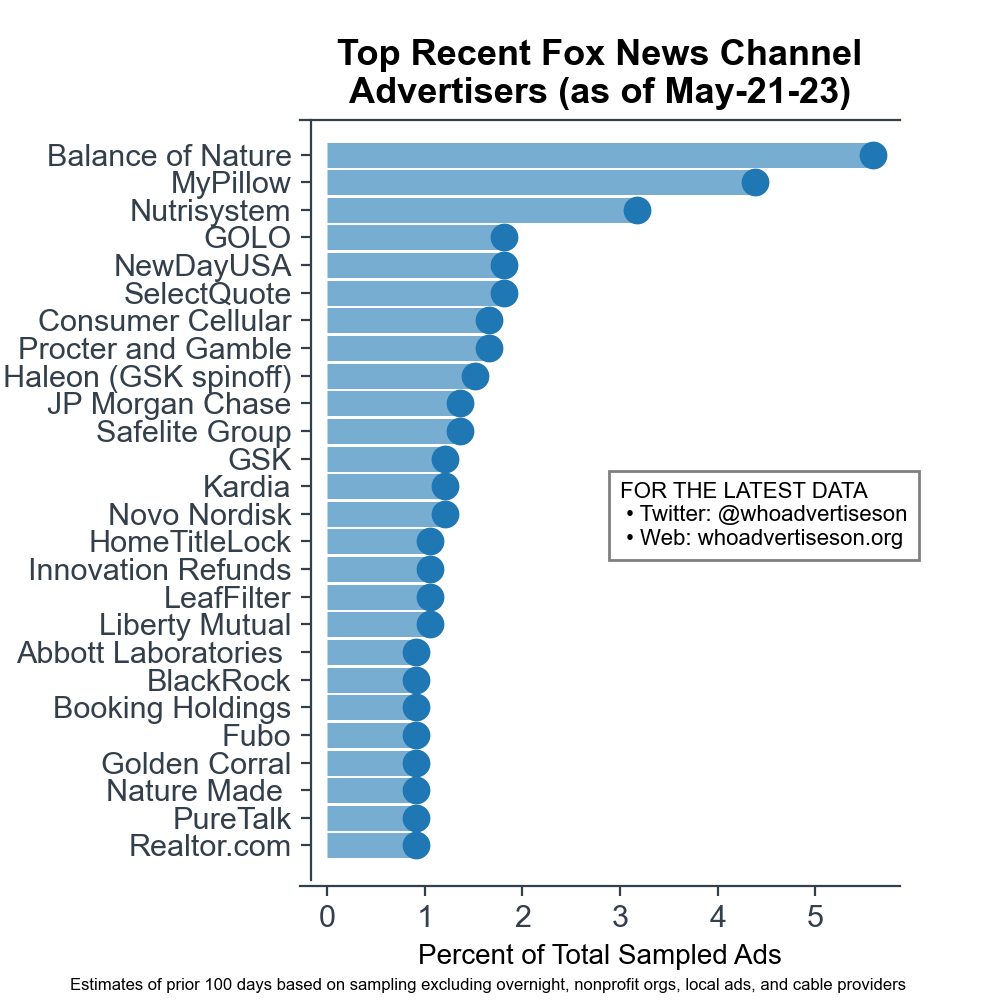 Top Recent Fox News Channel
Advertisers (as of May-21-23)
Balance of Nature
MyPillow
Nutrisystem
GOLO
NewDayUSA
SelectQuote
Consumer Cellular
Procter and Gamble
Haleon (GSK spinoff)
JP Morgan Chase
Safelite Group
GSK
Kardia
Novo Nordisk
HomeTitleLock
Innovation Refunds
LeafFilter
Liberty Mutual
Abbott Laboratories
BlackRock
Booking Holdings
Fubo
Golden Corral
Nature Made
PureTalk
Realtor.com
FOR THE LATEST DATA
• Twitter: @whoadvertiseson
• Web: whoadvertiseson.org
0 1 2 3 4 5
Percent of Total Sampled Ads
Estimates of prior 100 days based on sampling excluding overnight, nonprofit orgs, local ads, and cable providers